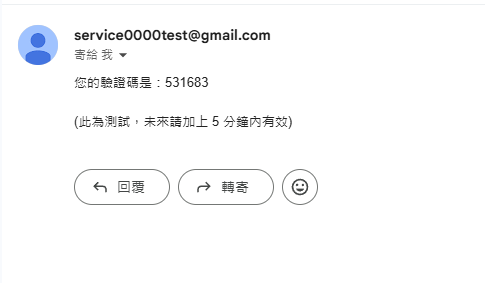 service0000test@gmail.com
寄給 我
您的驗證碼是：531683
(此為測試，未來請加上 5 分鐘內有效)
回覆
轉寄